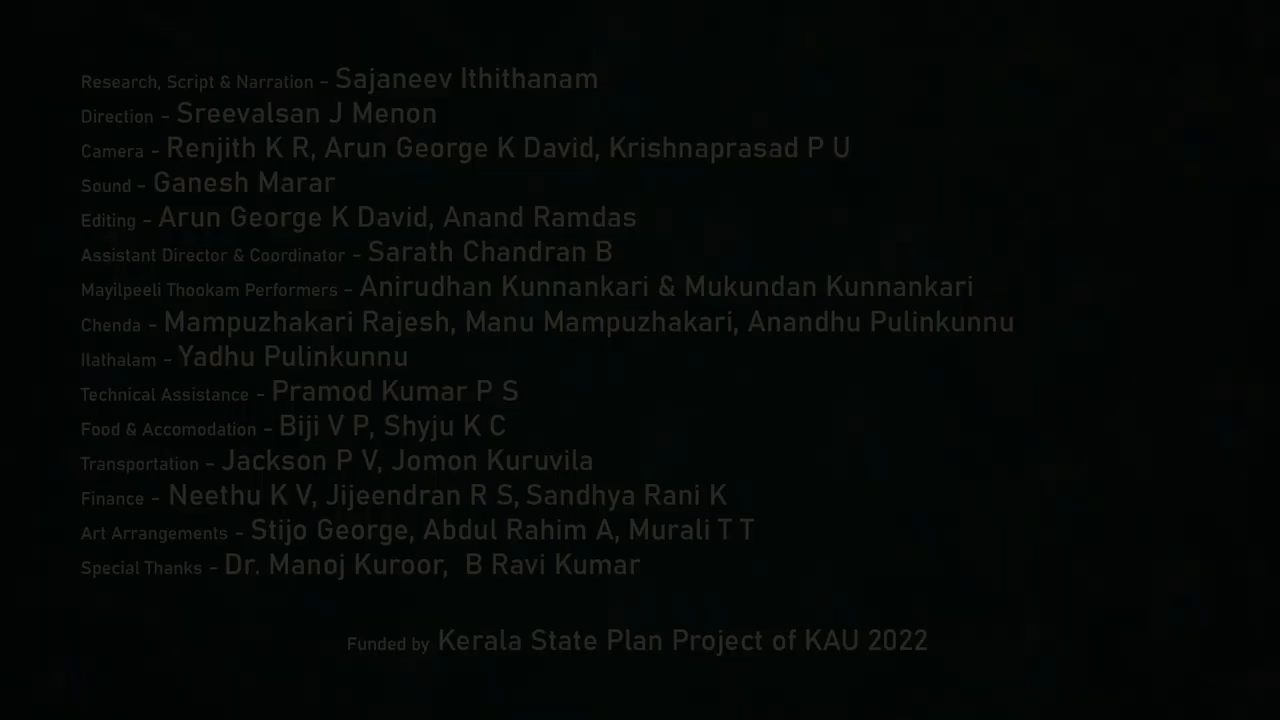 Research, Script & Narration - Sajaneev Ithithanam
Direction - Sreevalsan J Menon
Camera - Renjith K R, Arun George K David, Krishnaprasad P U
Sound - Ganesh Marar
Editing - Arun George K David, Anand Ramdas
Assistant Director & Coordinator - Sarath Chandran B
Mayilpeeli Thookam Performers - Anirudhan Kunnankari & Mukundan Kunnankari
Chenda - Mampuzhakari Rajesh, Manu Mampuzhakari, Anandhu Pulinkunnu
Ilathalam - Yadhu Pulinkunnu
Technical Assistance - Pramod Kumar P S
Food & Accomodation - Biji V P, Shyju K C
Transportation - Jackson P V, Jomon Kuruvila
Finance - Neethu K V, Jijeendran R S, Sandhya Rani K
Art Arrangements - Stijo George, Abdul Rahim A, Murali T T
Special Thanks - Dr. Manoj Kuroor, B Ravi Kumar
Funded by Kerala State Plan Project of KAU 2022